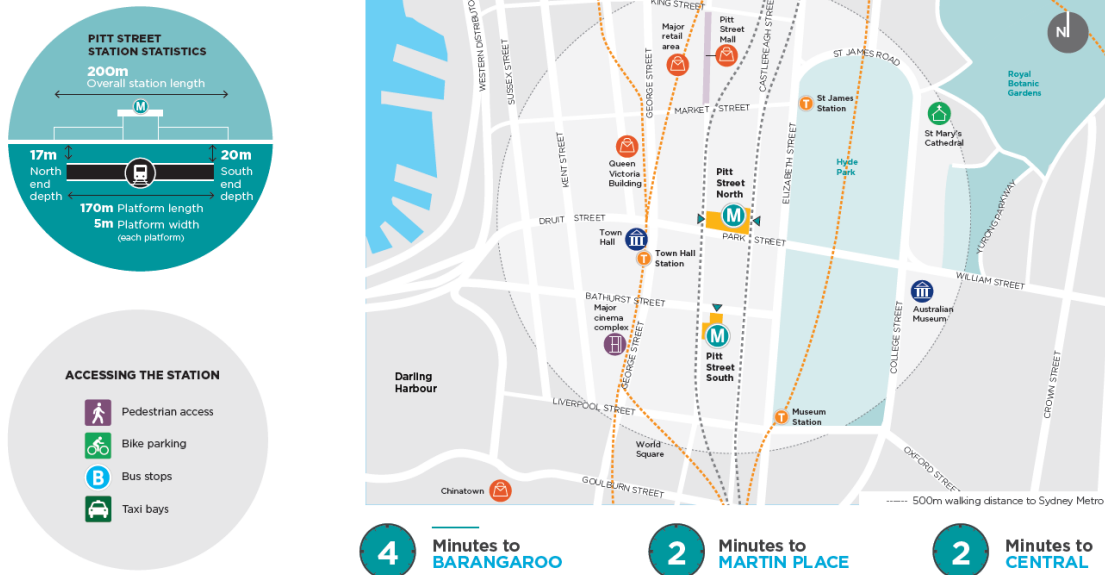 PITT STREET
STATION STATISTICS
200m
Overall station length
M
17m
North
end
depth
20m
South
end
depth
170m Platform length
5m Platform width
(each platform)
ACCESSING THE STATION
Pedestrian access
Bike parking
B
Bus stops
Taxi bays
KING STREET
WESTERN DISTRIBUTO
SUSSEX STREET
KENT STREET
GEORGE STREET
Major
retail
area
Pitt
Street
Mall
CASTLEREAGH STREET
ST JAMES ROAD
N
Royal
Botanic
Gardens
MARKET STREET
T
St James
Station
St Mary's
Cathedral
Queen
Victoria
Building
Pitt
Street
North
M
ELIZABETH STREET
Hyde
Park
YURONG PARKWAY
DRUIT STREET
PARK STREET
Town
Hall
T
Town Hall
Station
WILLIAM STREET
BATHURST STREET
Major
cinema
complex
GEORGE STREET
M
Pitt
Street
South
Australian
Museum
COLLEGE STREET
CROWN STREET
Darling
Harbour
LIVERPOOL STREET
T
Museum
Station
World
Square
OXFORD STREET
Chinatown
GOULBURN STREET
500m walking distance to Sydney Metro
4
Minutes to
BARANGAROO
2
Minutes to
MARTIN PLACE
2
Minutes to
CENTRAL